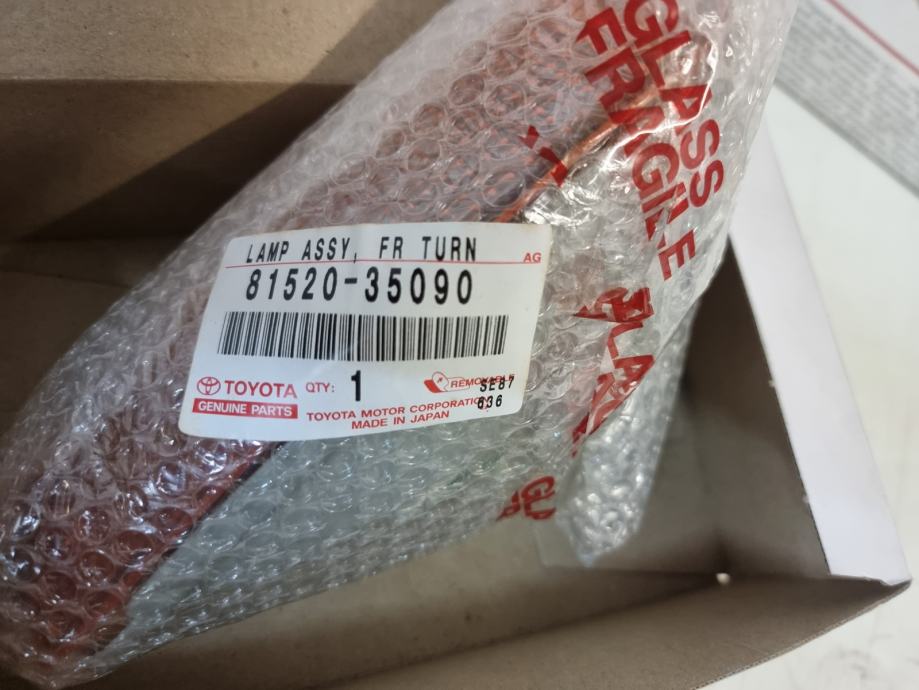 GLASS
FRAGILE
LAMP ASSY, FR TURN
AG
81520-35090
TOYOTA QTY: 1
GENUINE PARTS
REMOVABLE
SE87
636
TOYOTA MOTOR CORPORATION
MADE IN JAPAN